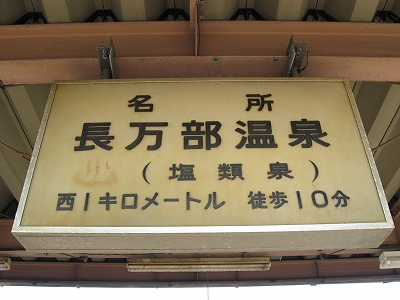 名所
長万部温泉
(塩類泉)
西1キロメートル 徒歩10分